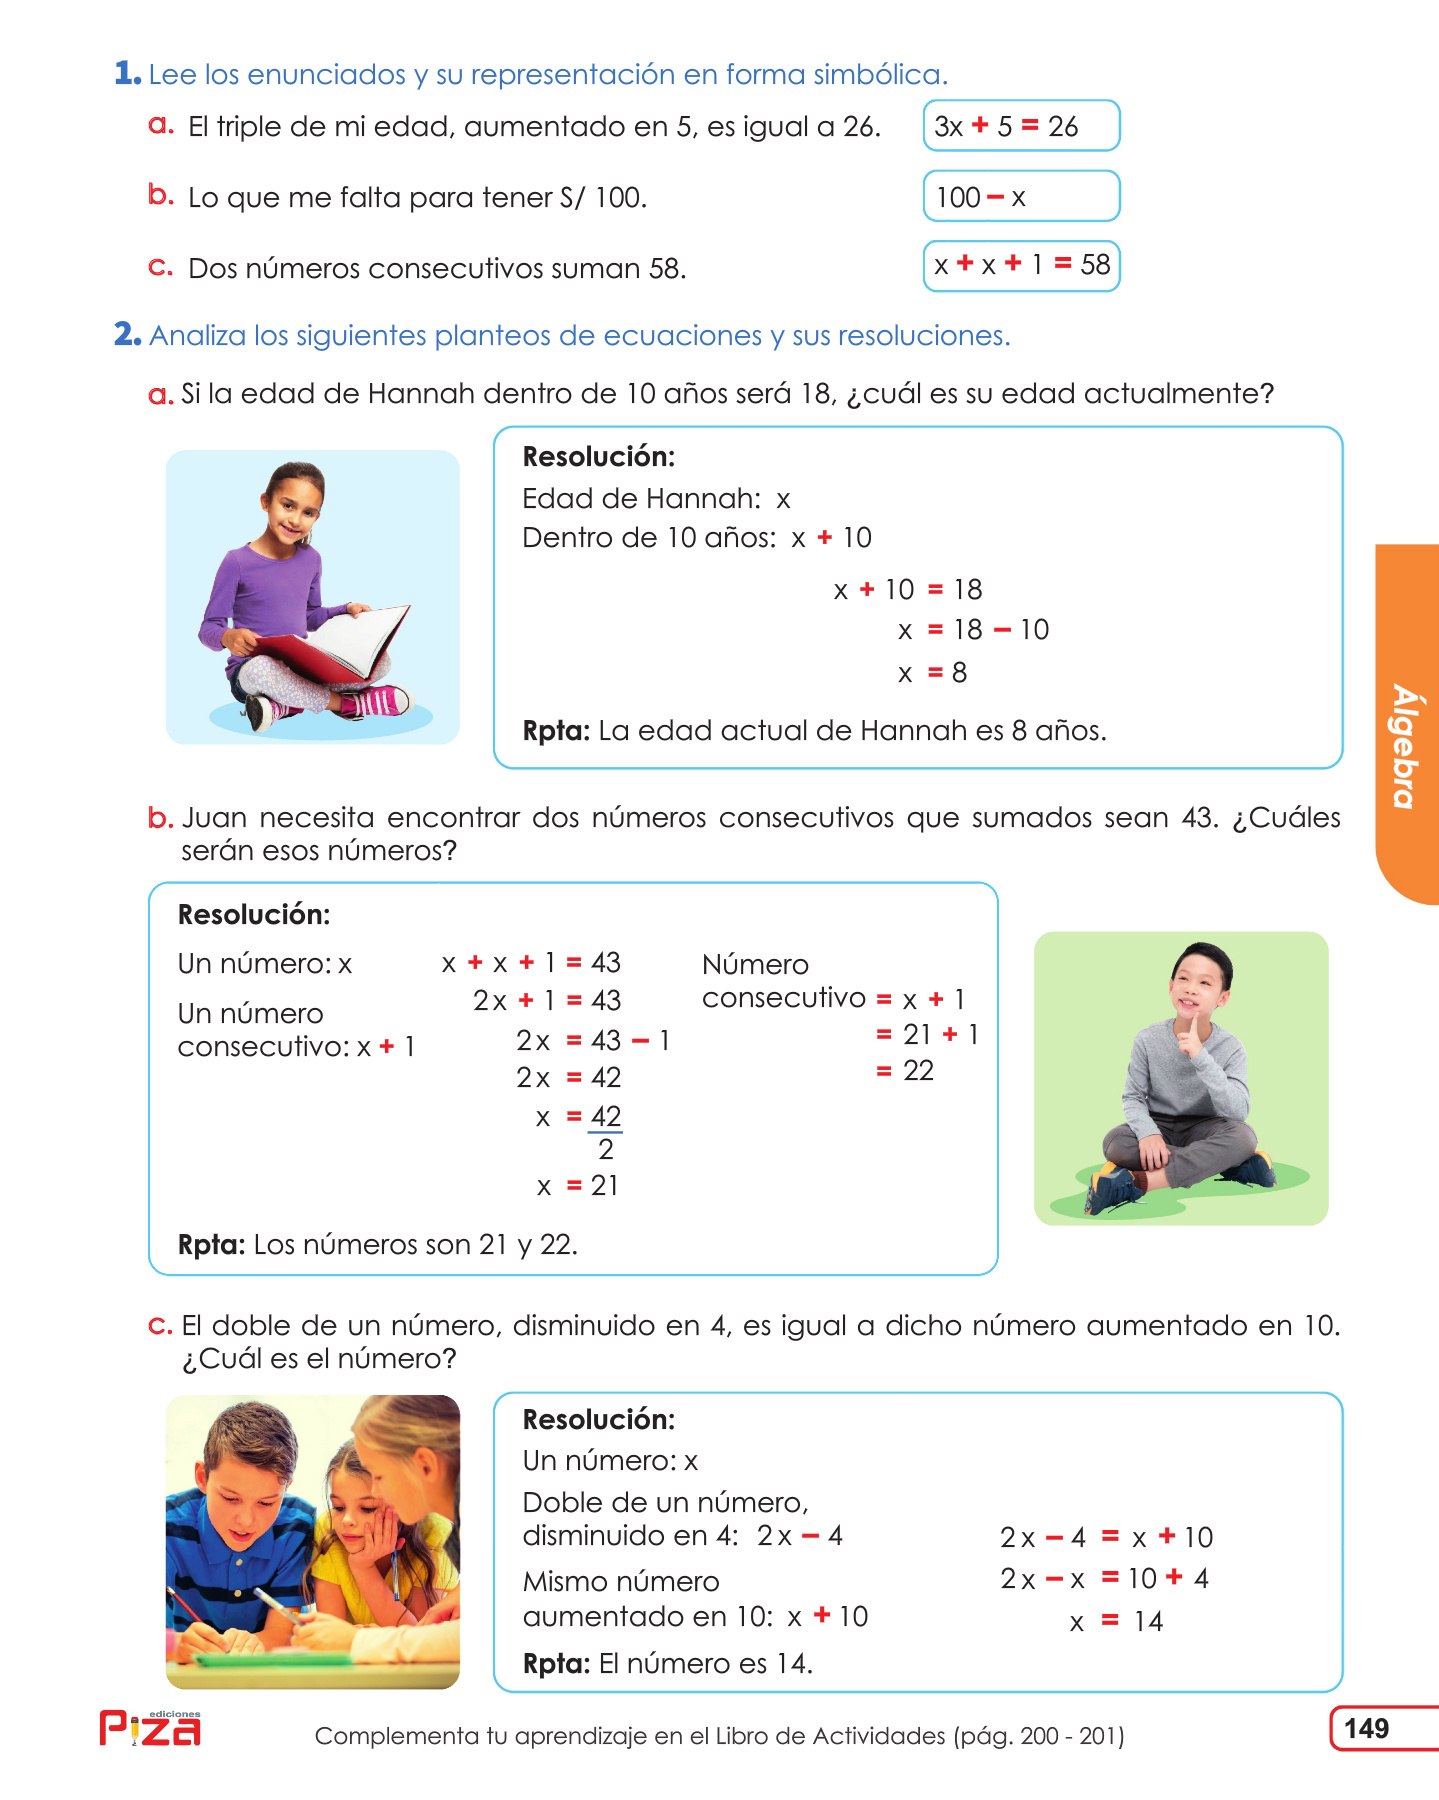 1. Lee los enunciados y su representación en forma simbólica.
a. El triple de mi edad, aumentado en 5, es igual a 26. 3x + 5 = 26
b. Lo que me falta para tener S/ 100. 100 – x
c. Dos números consecutivos suman 58. x + x + 1 = 58
2. Analiza los siguientes planteos de ecuaciones y sus resoluciones.
a. Si la edad de Hannah dentro de 10 años será 18, ¿cuál es su edad actualmente?
Resolución:
Edad de Hannah: x
Dentro de 10 años: x + 10
x + 10 = 18
x = 18 – 10
x = 8
Rpta: La edad actual de Hannah es 8 años.
Álgebra
b. Juan necesita encontrar dos números consecutivos que sumados sean 43. ¿Cuáles
serán esos números?
Resolución:
Un número: x
Un número
consecutivo: x + 1
x + x + 1 = 43
2x + 1 = 43
2x = 43 – 1
2x = 42
x = 42
2
x = 21
Número
consecutivo = x + 1
= 21 + 1
= 22
Rpta: Los números son 21 y 22.
c. El doble de un número, disminuido en 4, es igual a dicho número aumentado en 10.
¿Cuál es el número?
Resolución:
Un número: x
Doble de un número,
disminuido en 4: 2x – 4
Mismo número
aumentado en 10: x + 10
2x – 4 = x + 10
2x – x = 10 + 4
x = 14
Rpta: El número es 14.
ediciones
PIZA
Complementa tu aprendizaje en el Libro de Actividades (pág. 200 - 201)
149